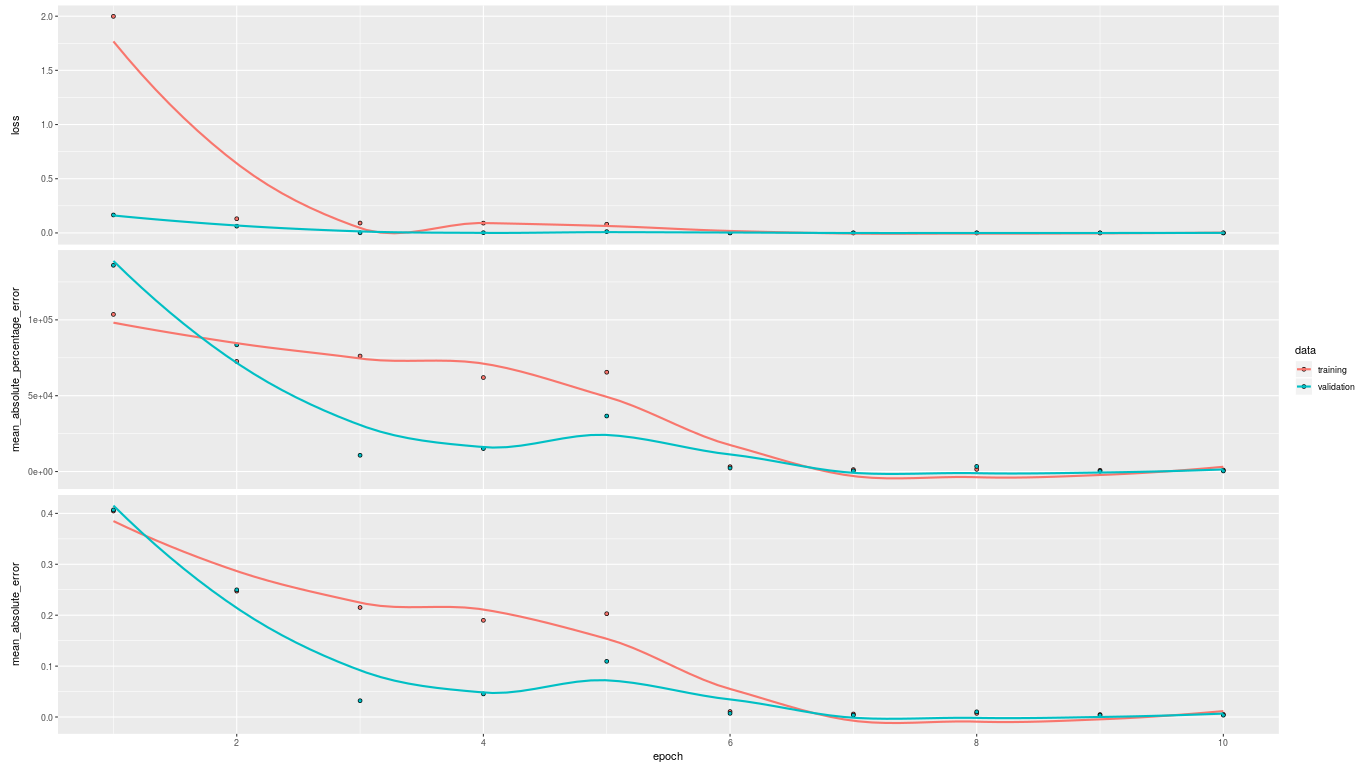 loss
2.0
1.5
1.0
0.5
0.0
mean_absolute_percentage_error
1e+05
5e+04
0e+00
mean_absolute_error
0.4
0.3
0.2
0.1
0.0
2 4 6 8 10
epoch
data
training
validation